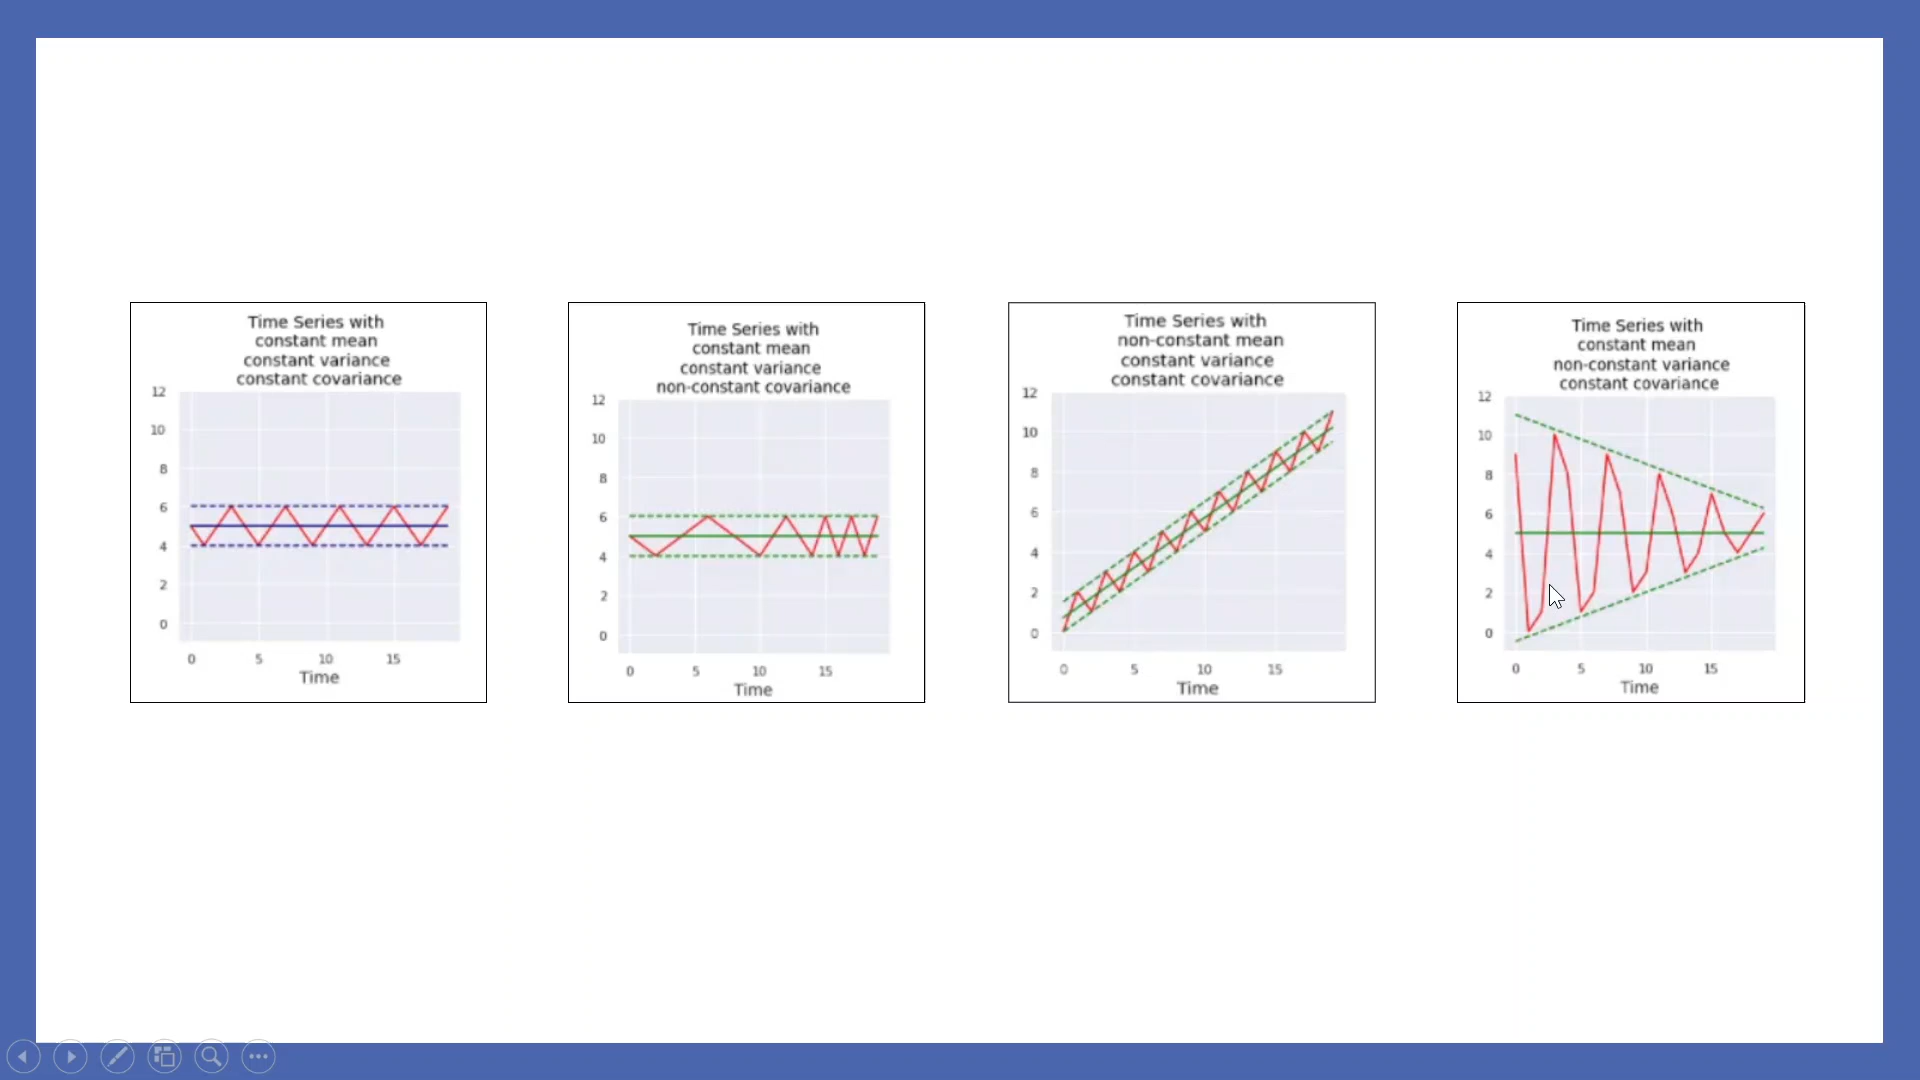 Time Series with
constant mean
constant variance
constant covariance
12
10
8
6
4
2
0
0 5 10 15
Time
Time Series with
constant mean
constant variance
non-constant covariance
12
10
8
6
4
2
0
0 5 10 15
Time
Time Series with
non-constant mean
constant variance
constant covariance
12
10
8
6
4
2
0
0 5 10 15
Time
Time Series with
constant mean
non-constant variance
constant covariance
12
10
8
6
4
2
0
0 5 10 15
Time